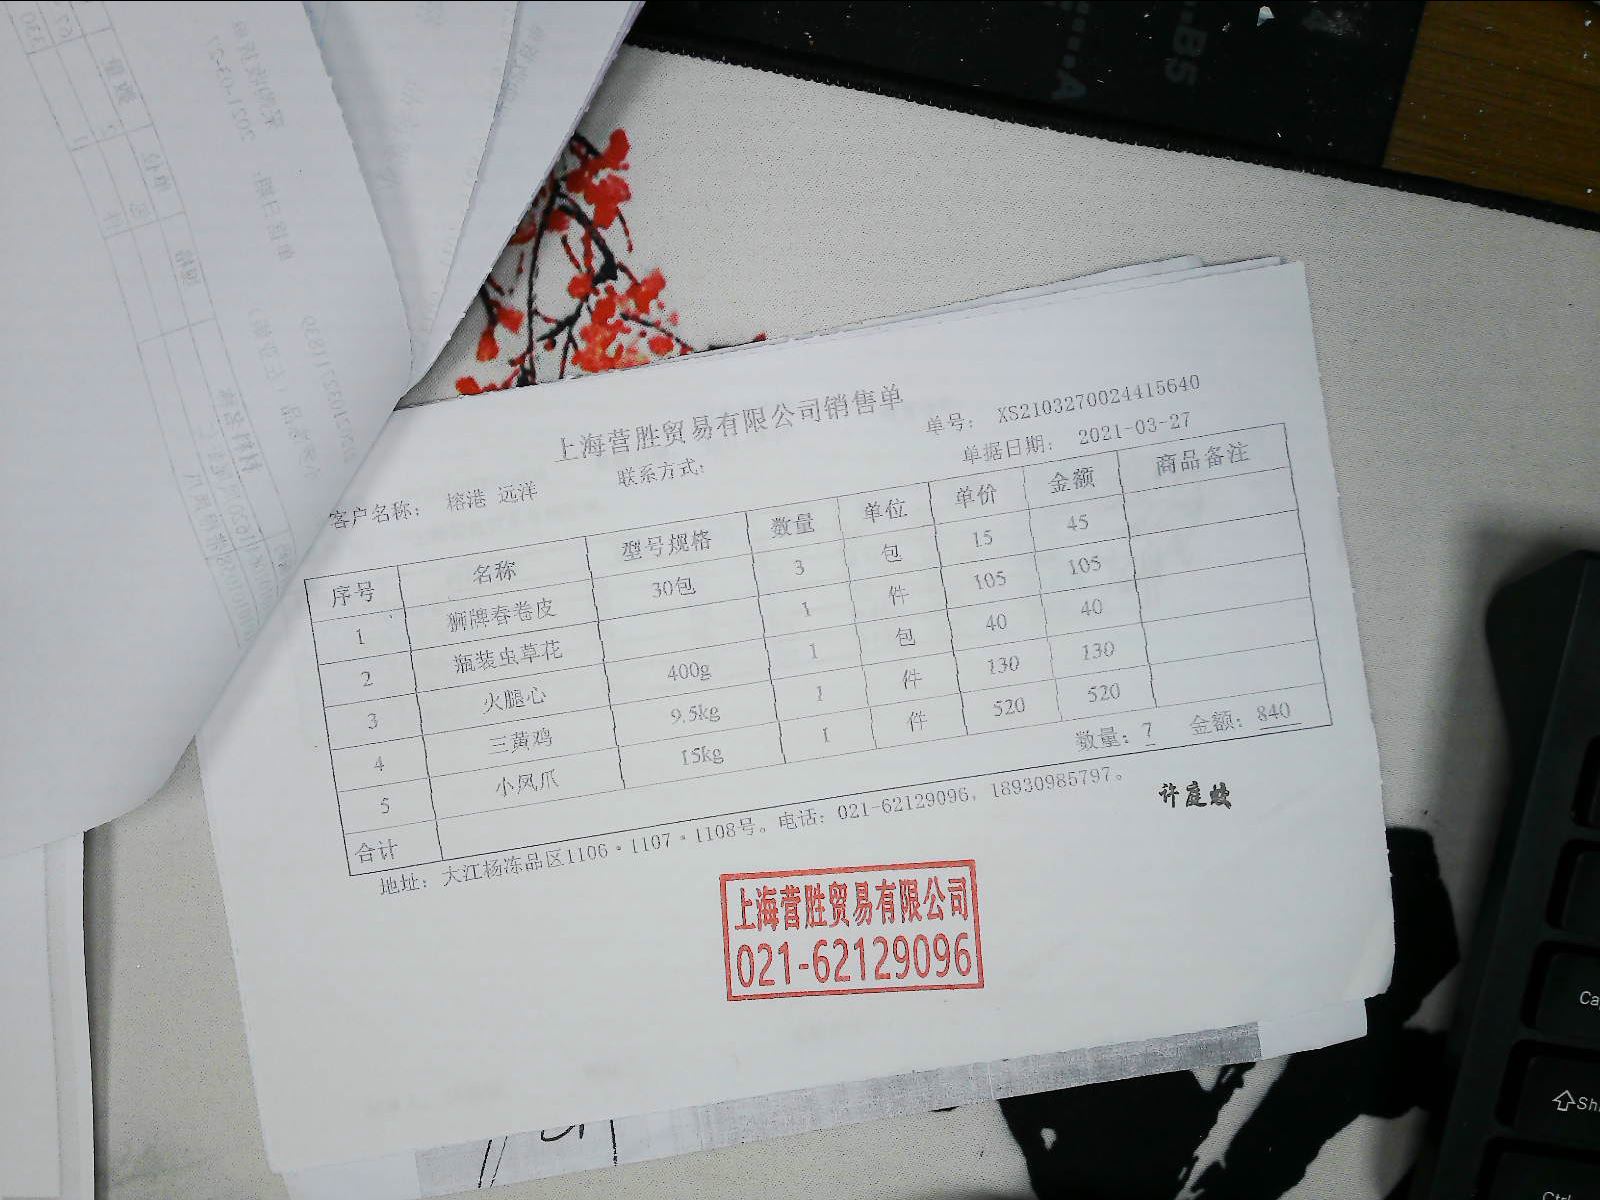 上海营胜贸易有限公司销售单
单号： XS2103270024415640
客户名称： 榕港 远洋 联系方式： 单据日期： 2021-03-27
序号 名称 型号规格 数量 单位 单价 金额 商品备注
1 狮牌春卷皮 30包 3 包 15 45
2 瓶装虫草花 1 件 105 105
3 火腿心 400g 1 包 40 40
4 三黄鸡 9.5kg 1 件 130 130
5 小凤爪 15kg 1 件 520 520
合计 数量：7 金额：840
地址： 大江杨冻品区1106·1107·1108号。电话：021-62129096，18930985797。
许庭蛟
上海营胜贸易有限公司
021-62129096
B5
A
Ca
Shi
Ctrl